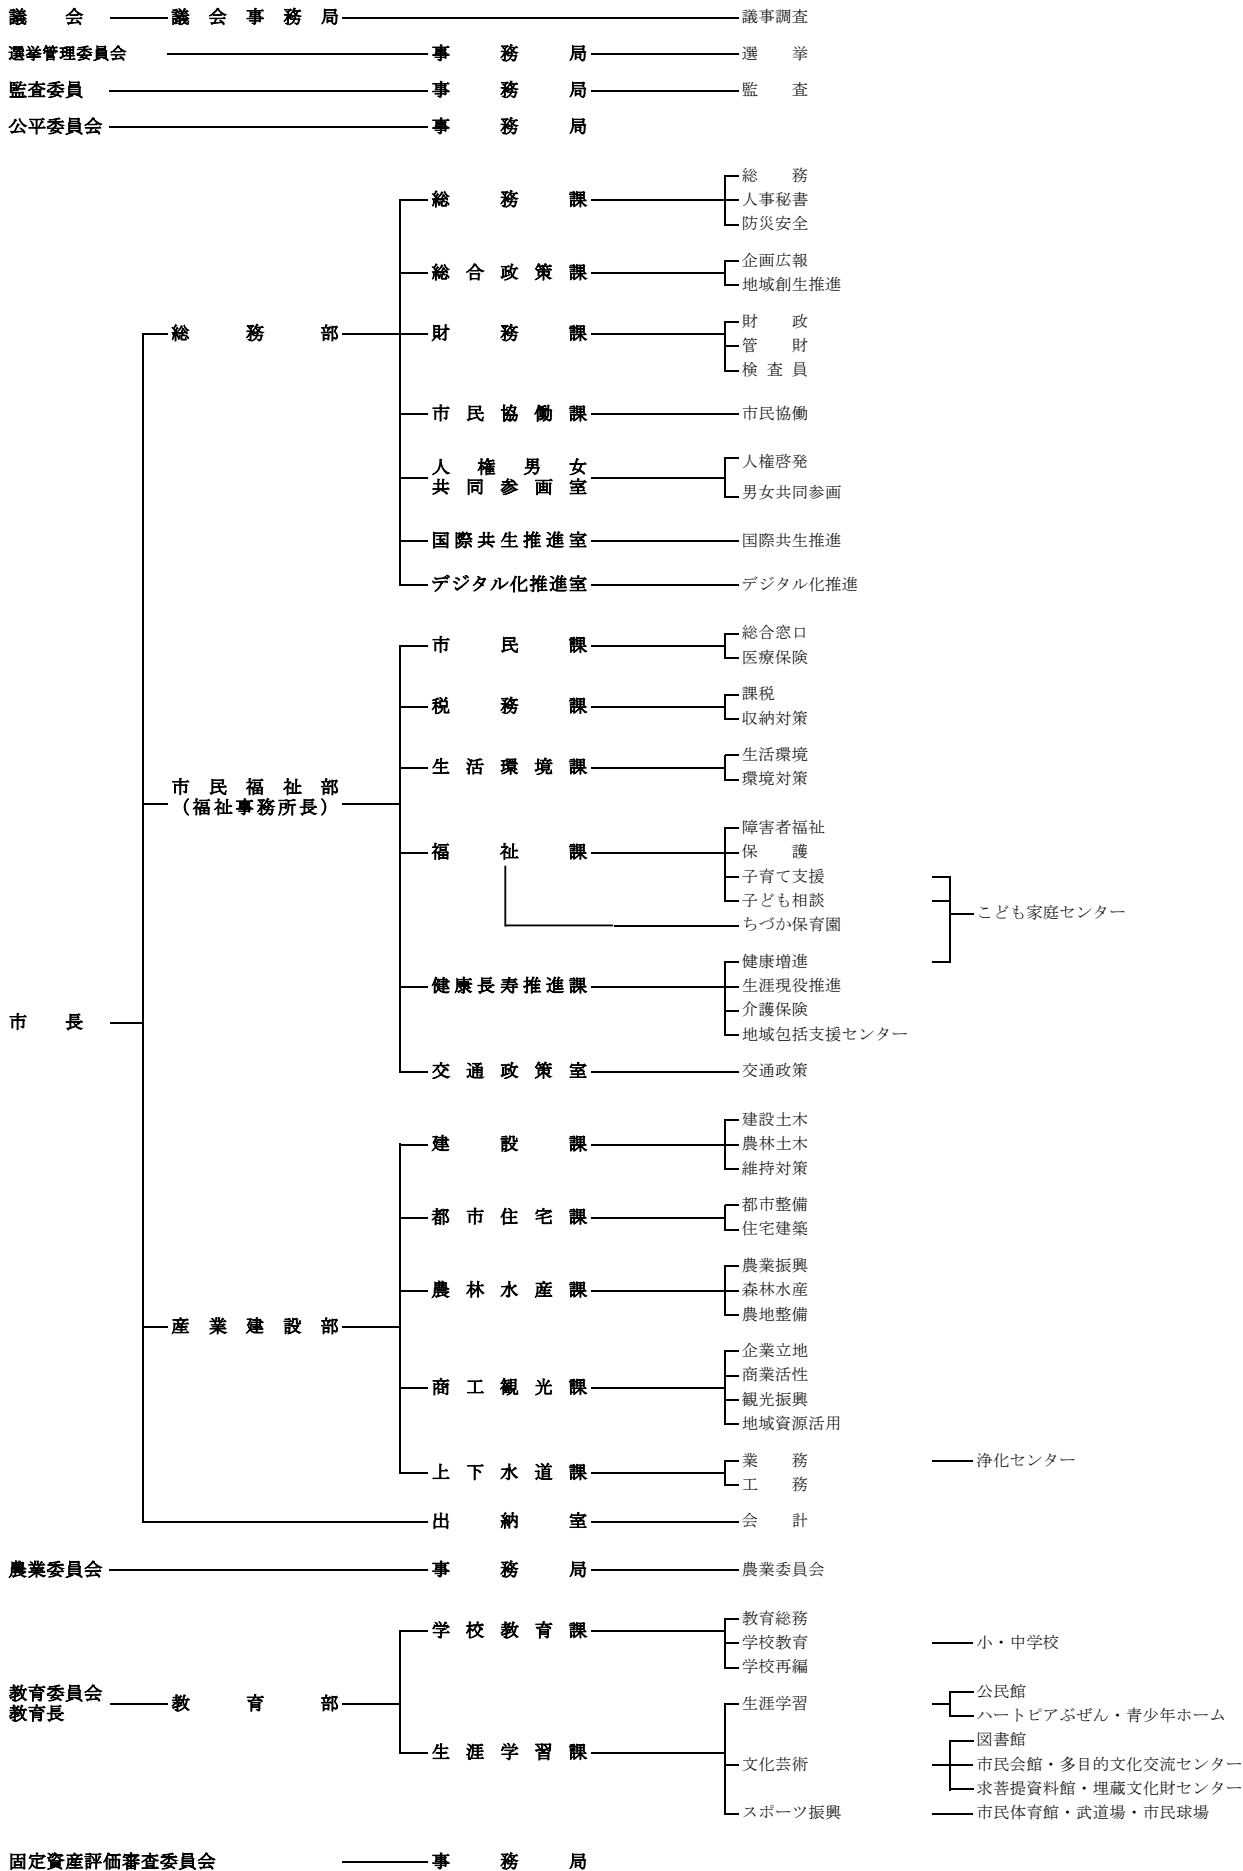 議会 議会事務局 議事調査
選挙管理委員会 事務局 選挙
監査委員 事務局 監査
公平委員会 事務局
総務
総務課 人事秘書
防災安全
企画広報
総合政策課
地域創生推進
財政
総務部 財務課
管財
検査員
市民協働課 市民協働
人権男女 人権啓発
共同参画室 男女共同参画
国際共生推進室 国際共生推進
デジタル化推進室 デジタル化推進
総合窓口
市民課
医療保険
課税
税務課
収納対策
生活環境
生活環境課
環境対策
市民福祉部
（福祉事務所長）
障害者福祉
福祉課 保護
子育て支援
子ども相談
こども家庭センター
ちづか保育園
健康増進
健康長寿推進課 生涯現役推進
介護保険
市長
地域包括支援センター
交通政策室 交通政策
建設土木
建設課 農林土木
維持対策
都市整備
都市住宅課
住宅建築
農業振興
農林水産課 森林水産
農地整備
産業建設部
企業立地
商業活性
商工観光課
観光振興
地域資源活用
業務 浄化センター
上下水道課
工務
出納室 会計
農業委員会 事務局 農業委員会
教育総務
学校教育課
学校教育 小・中学校
学校再編
教育委員会
教育長
教育部 生涯学習
公民館
ハートピアぶぜん・青少年ホーム
図書館
生涯学習課
文化芸術 市民会館・多目的文化交流センター
求菩提資料館・埋蔵文化財センター
スポーツ振興 市民体育館・武道場・市民球場
固定資産評価審査委員会 事務局